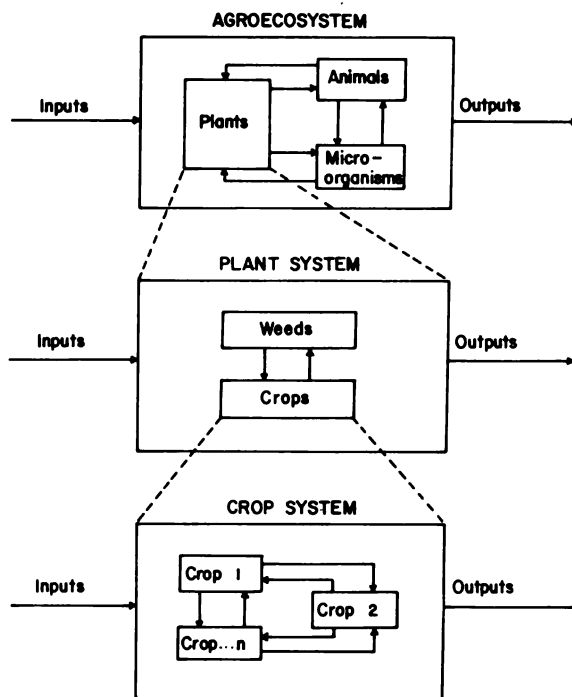 AGROECOSYSTEM
Inputs
Plants
Animals
Micro-
organisms
Outputs
PLANT SYSTEM
Inputs
Weeds
Crops
Outputs
CROP SYSTEM
Inputs
Crop 1
Crop 2
Crop...n
Outputs